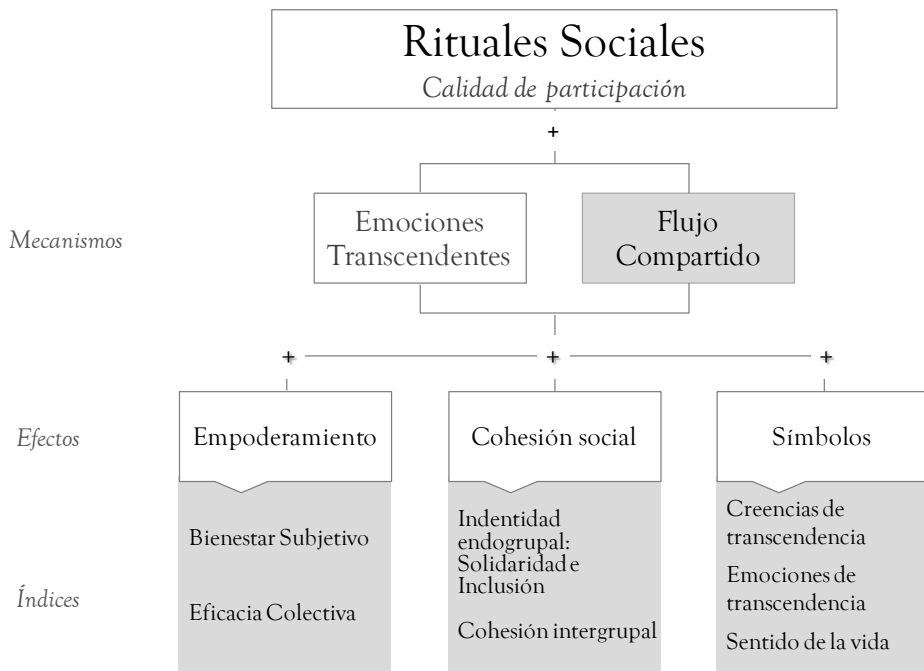 Rituales Sociales
Calidad de participación
+
Mecanismos
Emociones
Transcendentes
Flujo
Compartido
+ + +
Efectos
Empoderamiento
Cohesión social
Símbolos
Índices
Bienestar Subjetivo
Eficacia Colectiva
Indentidad
endogrupal:
Solidaridad e
Inclusión
Cohesión intergrupal
Creencias de
transcendencia
Emociones de
transcendencia
Sentido de la vida